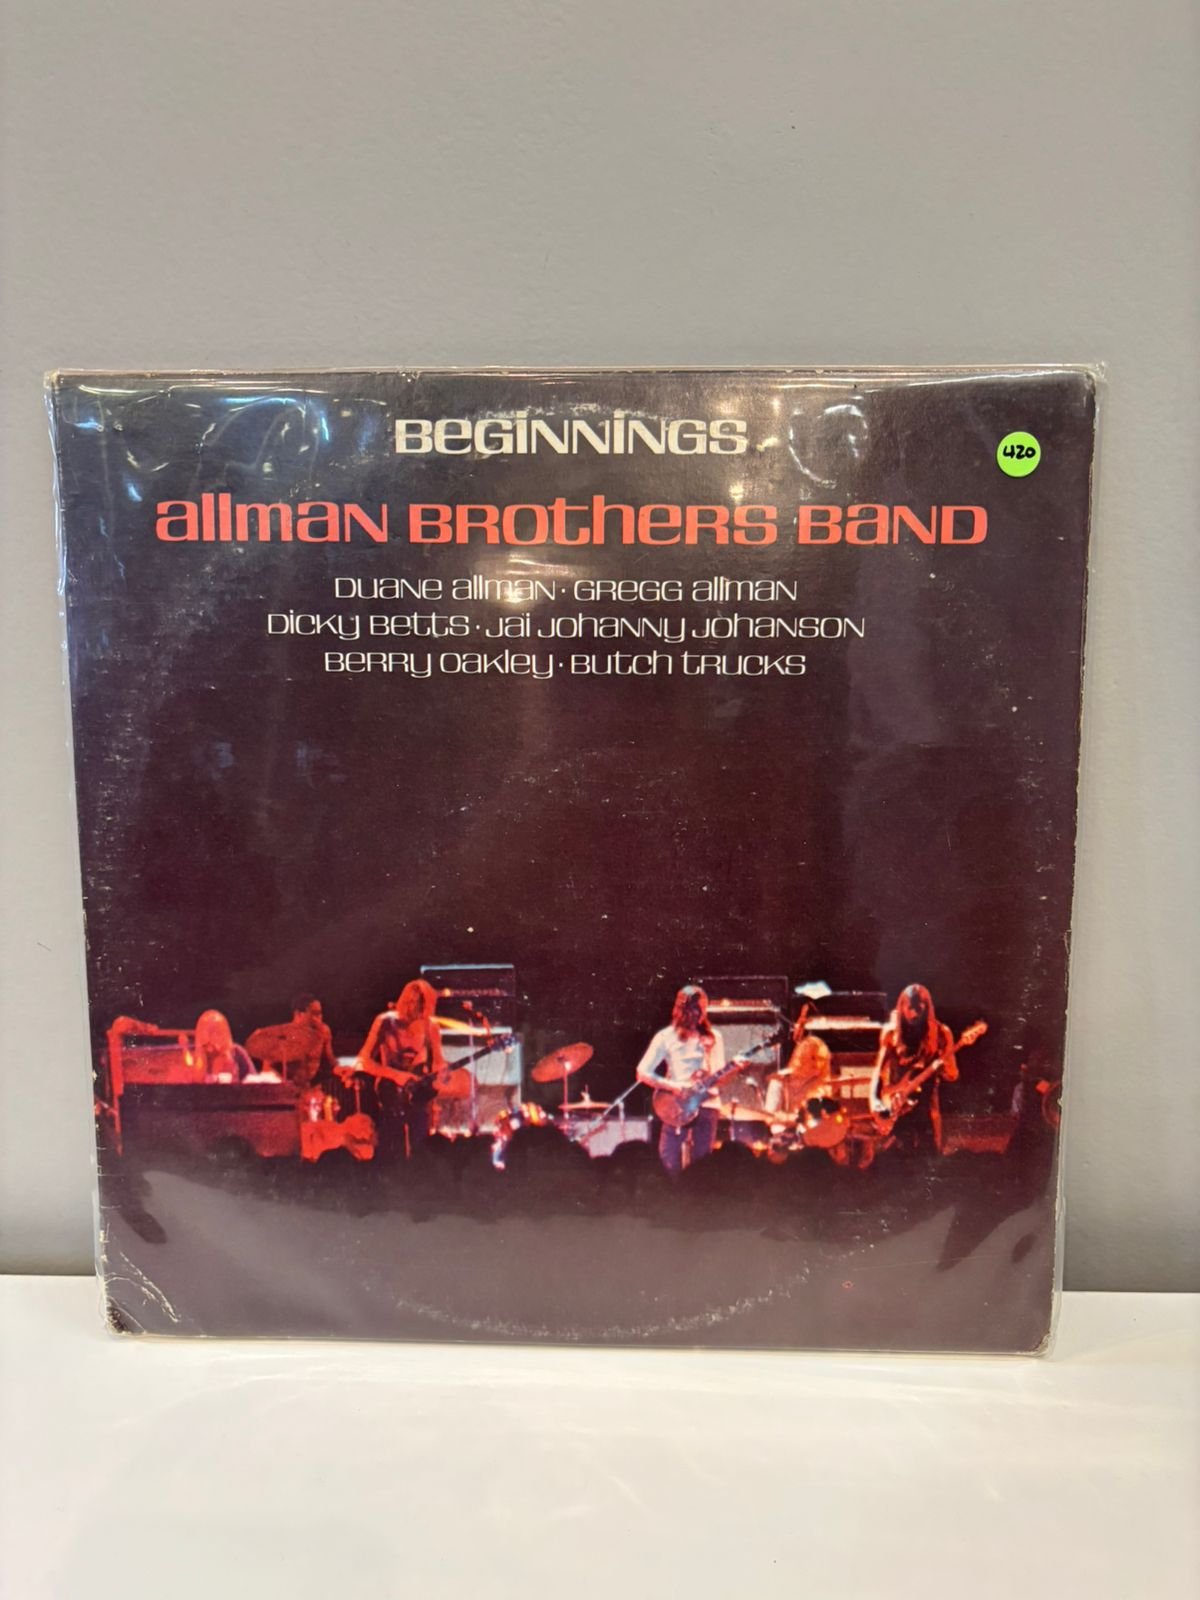 BEGINNINGS
420
allman BROTHERS BAND
DUANE allman · GREGG allman
DICKY BETTS · JAI JOHANNY JOHANSON
BERRY OAKLEY · BUTCH TRUCKS